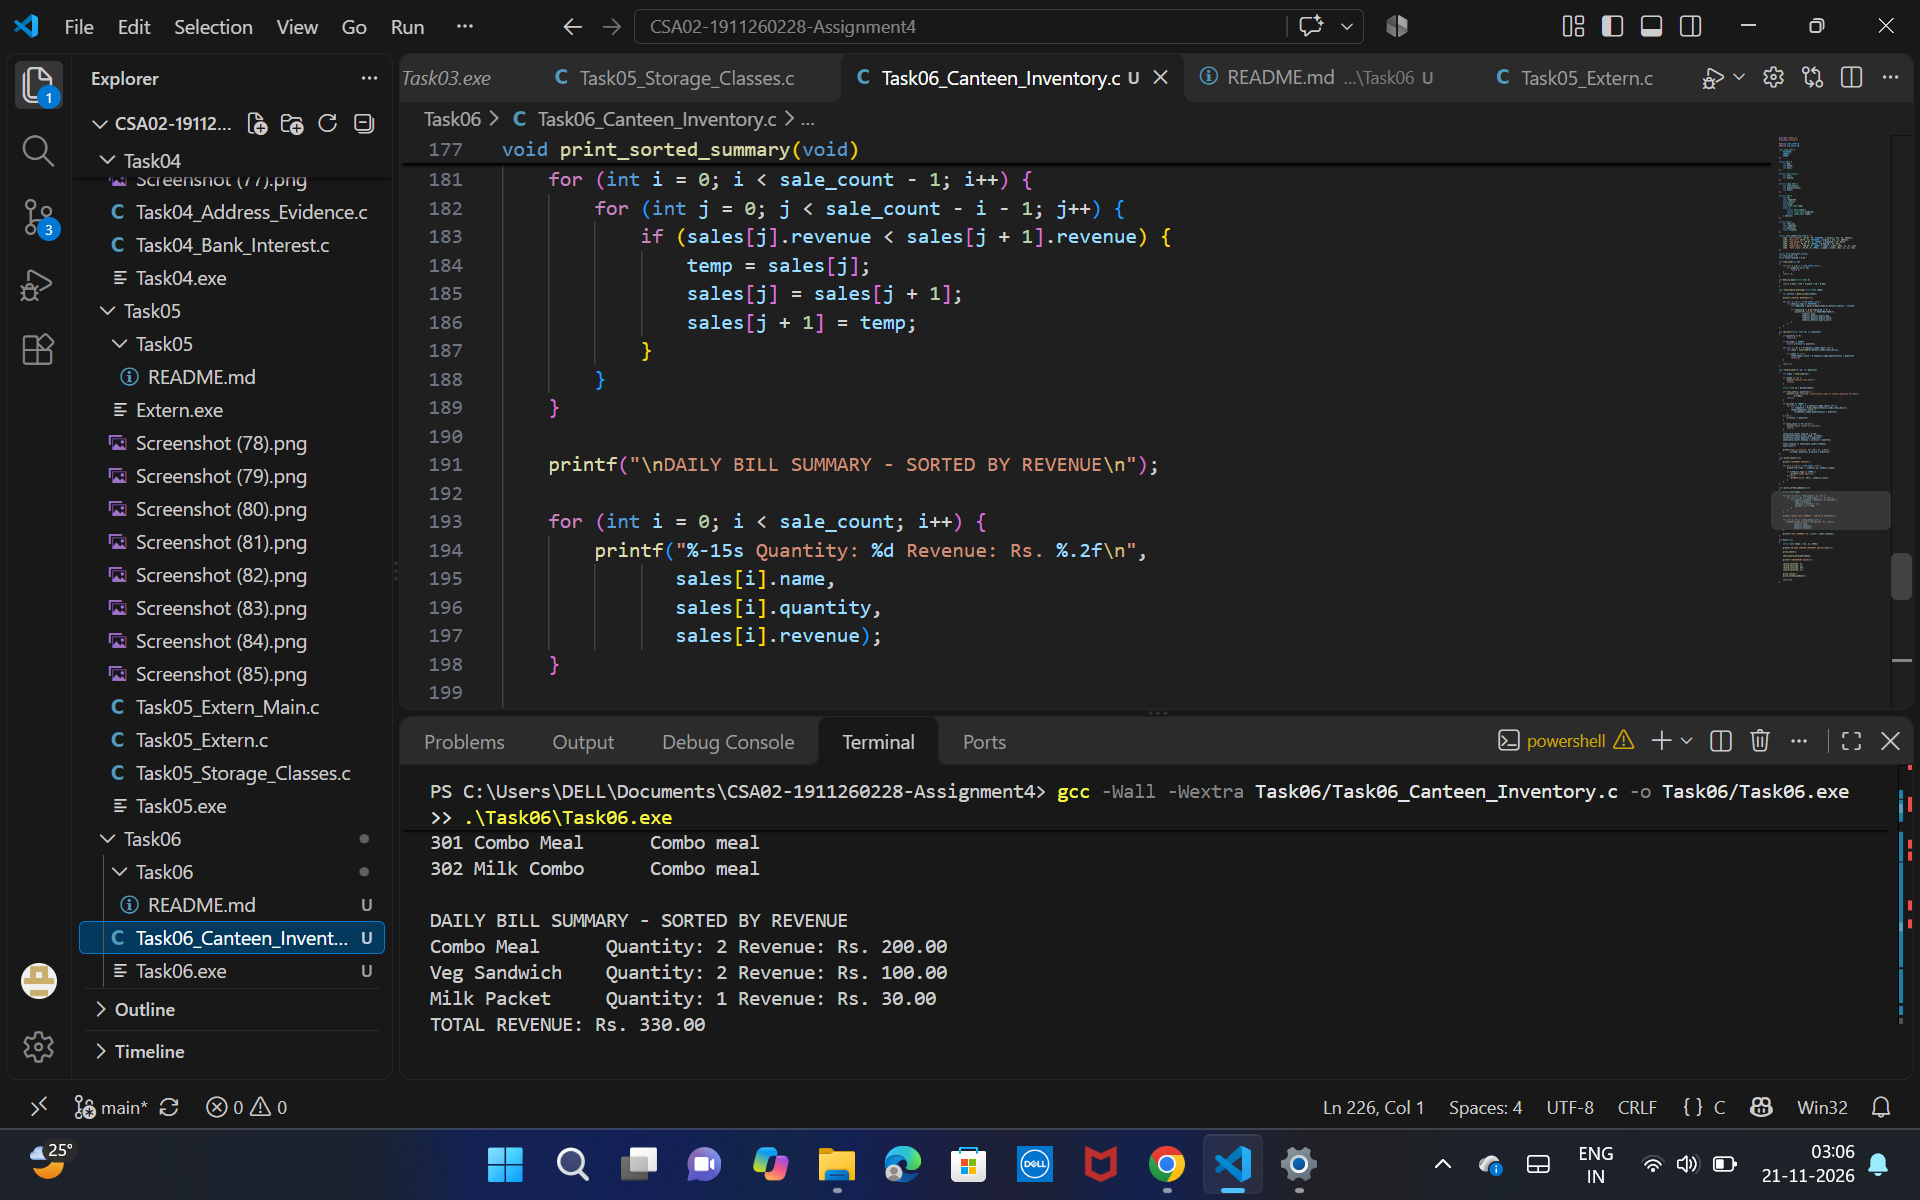 File Edit Selection View Go Run ...
CSA02-1911260228-Assignment4
Explorer
CSA02-19112...
Task04
Screenshot (77).png
Task04_Address_Evidence.c
Task04_Bank_Interest.c
Task04.exe
Task05
Task05
README.md
Extern.exe
Screenshot (78).png
Screenshot (79).png
Screenshot (80).png
Screenshot (81).png
Screenshot (82).png
Screenshot (83).png
Screenshot (84).png
Screenshot (85).png
Task05_Extern_Main.c
Task05_Extern.c
Task05_Storage_Classes.c
Task05.exe
Task06
Task06
README.md U
Task06_Canteen_Invent... U
Task06.exe U
Outline
Timeline
1
3
Task03.exe C Task05_Storage_Classes.c C Task06_Canteen_Inventory.c U README.md ...\Task06 U C Task05_Extern.c
Task06 > C Task06_Canteen_Inventory.c > ...
177 void print_sorted_summary(void)
181 for (int i = 0; i < sale_count - 1; i++) {
182 for (int j = 0; j < sale_count - i - 1; j++) {
183 if (sales[j].revenue < sales[j + 1].revenue) {
184 temp = sales[j];
185 sales[j] = sales[j + 1];
186 sales[j + 1] = temp;
187 }
188 }
189 }
190
191 printf("\nDAILY BILL SUMMARY - SORTED BY REVENUE\n");
192
193 for (int i = 0; i < sale_count; i++) {
194 printf("%-15s Quantity: %d Revenue: Rs. %.2f\n",
195 sales[i].name,
196 sales[i].quantity,
197 sales[i].revenue);
198 }
199
Problems Output Debug Console Terminal Ports
powershell
PS C:\Users\DELL\Documents\CSA02-1911260228-Assignment4> gcc -Wall -Wextra Task06/Task06_Canteen_Inventory.c -o Task06/Task06.exe
>> .\Task06\Task06.exe
301 Combo Meal Combo meal
302 Milk Combo Combo meal
DAILY BILL SUMMARY - SORTED BY REVENUE
Combo Meal Quantity: 2 Revenue: Rs. 200.00
Veg Sandwich Quantity: 2 Revenue: Rs. 100.00
Milk Packet Quantity: 1 Revenue: Rs. 30.00
TOTAL REVENUE: Rs. 330.00
main* 0 0
Ln 226, Col 1 Spaces: 4 UTF-8 CRLF {} C Win32
25°
DELL
ENG
IN
03:06
21-11-2026